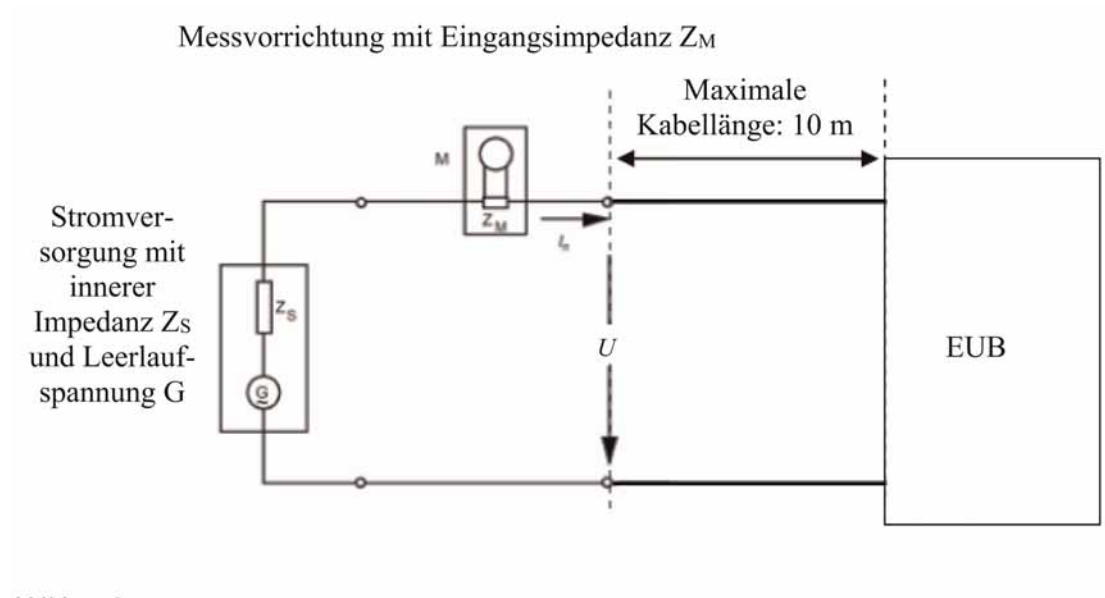 Messvorrichtung mit Eingangsimpedanz ZM
Maximale
Kabellänge: 10 m
M
ZM
Stromver-
sorgung mit
innerer
Impedanz ZS
und Leerlauf-
spannung G
ZS
G
In
U
EUB